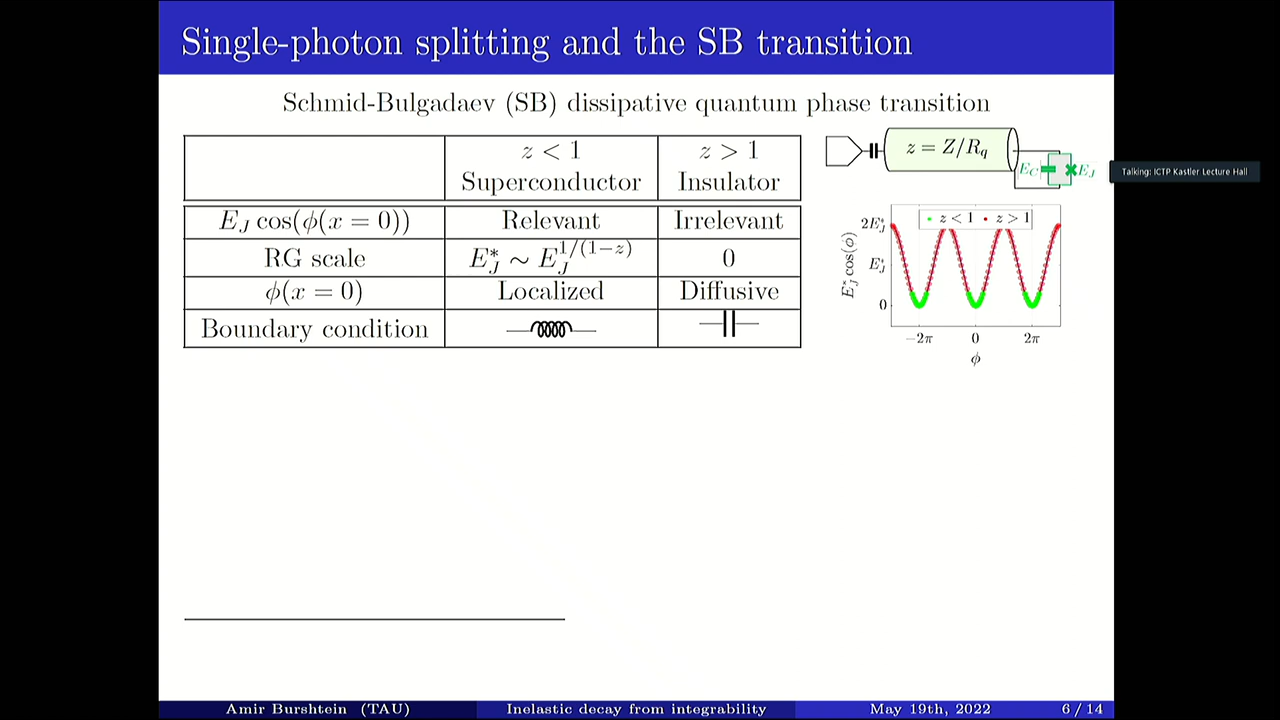 Single-photon splitting and the SB transition
Schmid-Bulgadaev (SB) dissipative quantum phase transition
z < 1 z > 1
Superconductor Insulator
E_J cos(ϕ(x = 0)) Relevant Irrelevant
RG scale E_J^* ∼ E_J^{1/(1−z)} 0
ϕ(x = 0) Localized Diffusive
Boundary condition
z = Z/R_q
E_C E_J
Talking: ICTP Kastler Lecture Hall
z < 1 z > 1
2E_J^*
E_J^*
0
E_J^* cos(ϕ)
−2π 0 2π
ϕ
Amir Burshtein (TAU) Inelastic decay from integrability May 19th, 2022 6 / 14